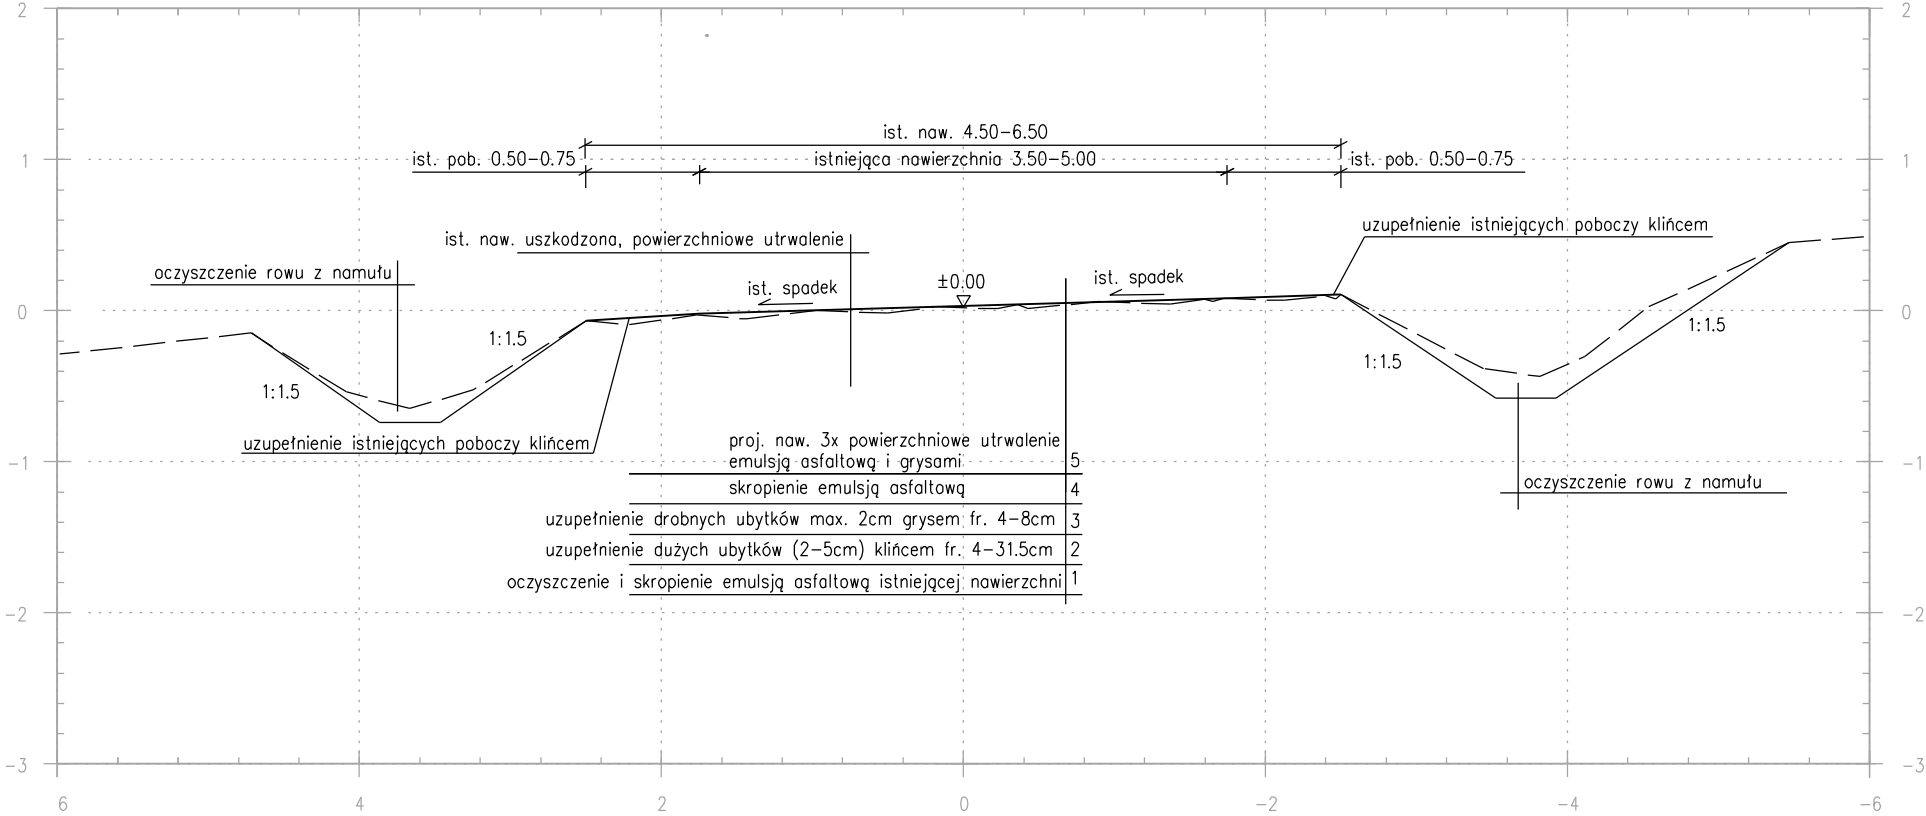 2 2
ist. naw. 4.50-6.50
1 ist. pob. 0.50-0.75 istniejąca nawierzchnia 3.50-5.00 ist. pob. 0.50-0.75 1
uzupełnienie istniejących poboczy klińcem
ist. naw. uszkodzona, powierzchniowe utrwalenie
oczyszczenie rowu z namułu
ist. spadek ±0.00 ist. spadek
0 0
1:1.5 1:1.5
1:1.5 1:1.5
uzupełnienie istniejących poboczy klińcem
proj. naw. 3x powierzchniowe utrwalenie
-1 emulsją asfaltową i grysami 5 -1
oczyszczenie rowu z namułu
skropienie emulsją asfaltową 4
uzupełnienie drobnych ubytków max. 2cm grysem fr. 4-8cm 3
uzupełnienie dużych ubytków (2-5cm) klińcem fr. 4-31.5cm 2
oczyszczenie i skropienie emulsją asfaltową istniejącej nawierzchni 1
-2 -2
-3 -3
6 4 2 0 -2 -4 -6